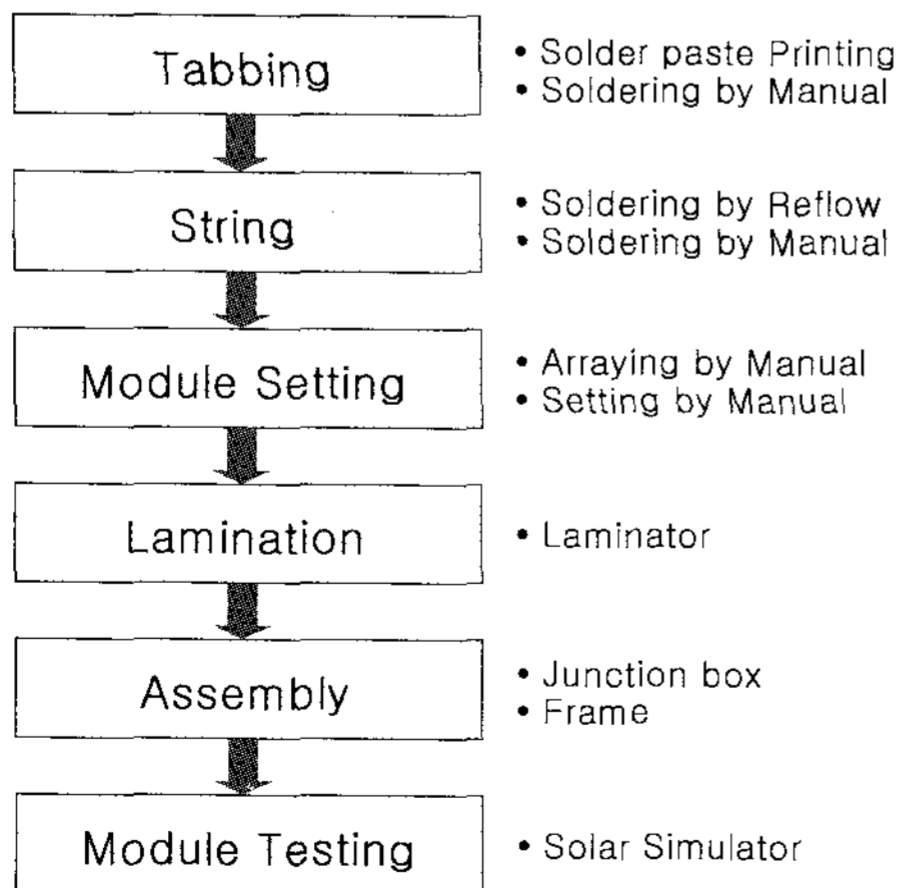 Tabbing
• Solder paste Printing
• Soldering by Manual
String
• Soldering by Reflow
• Soldering by Manual
Module Setting
• Arraying by Manual
• Setting by Manual
Lamination
• Laminator
Assembly
• Junction box
• Frame
Module Testing
• Solar Simulator